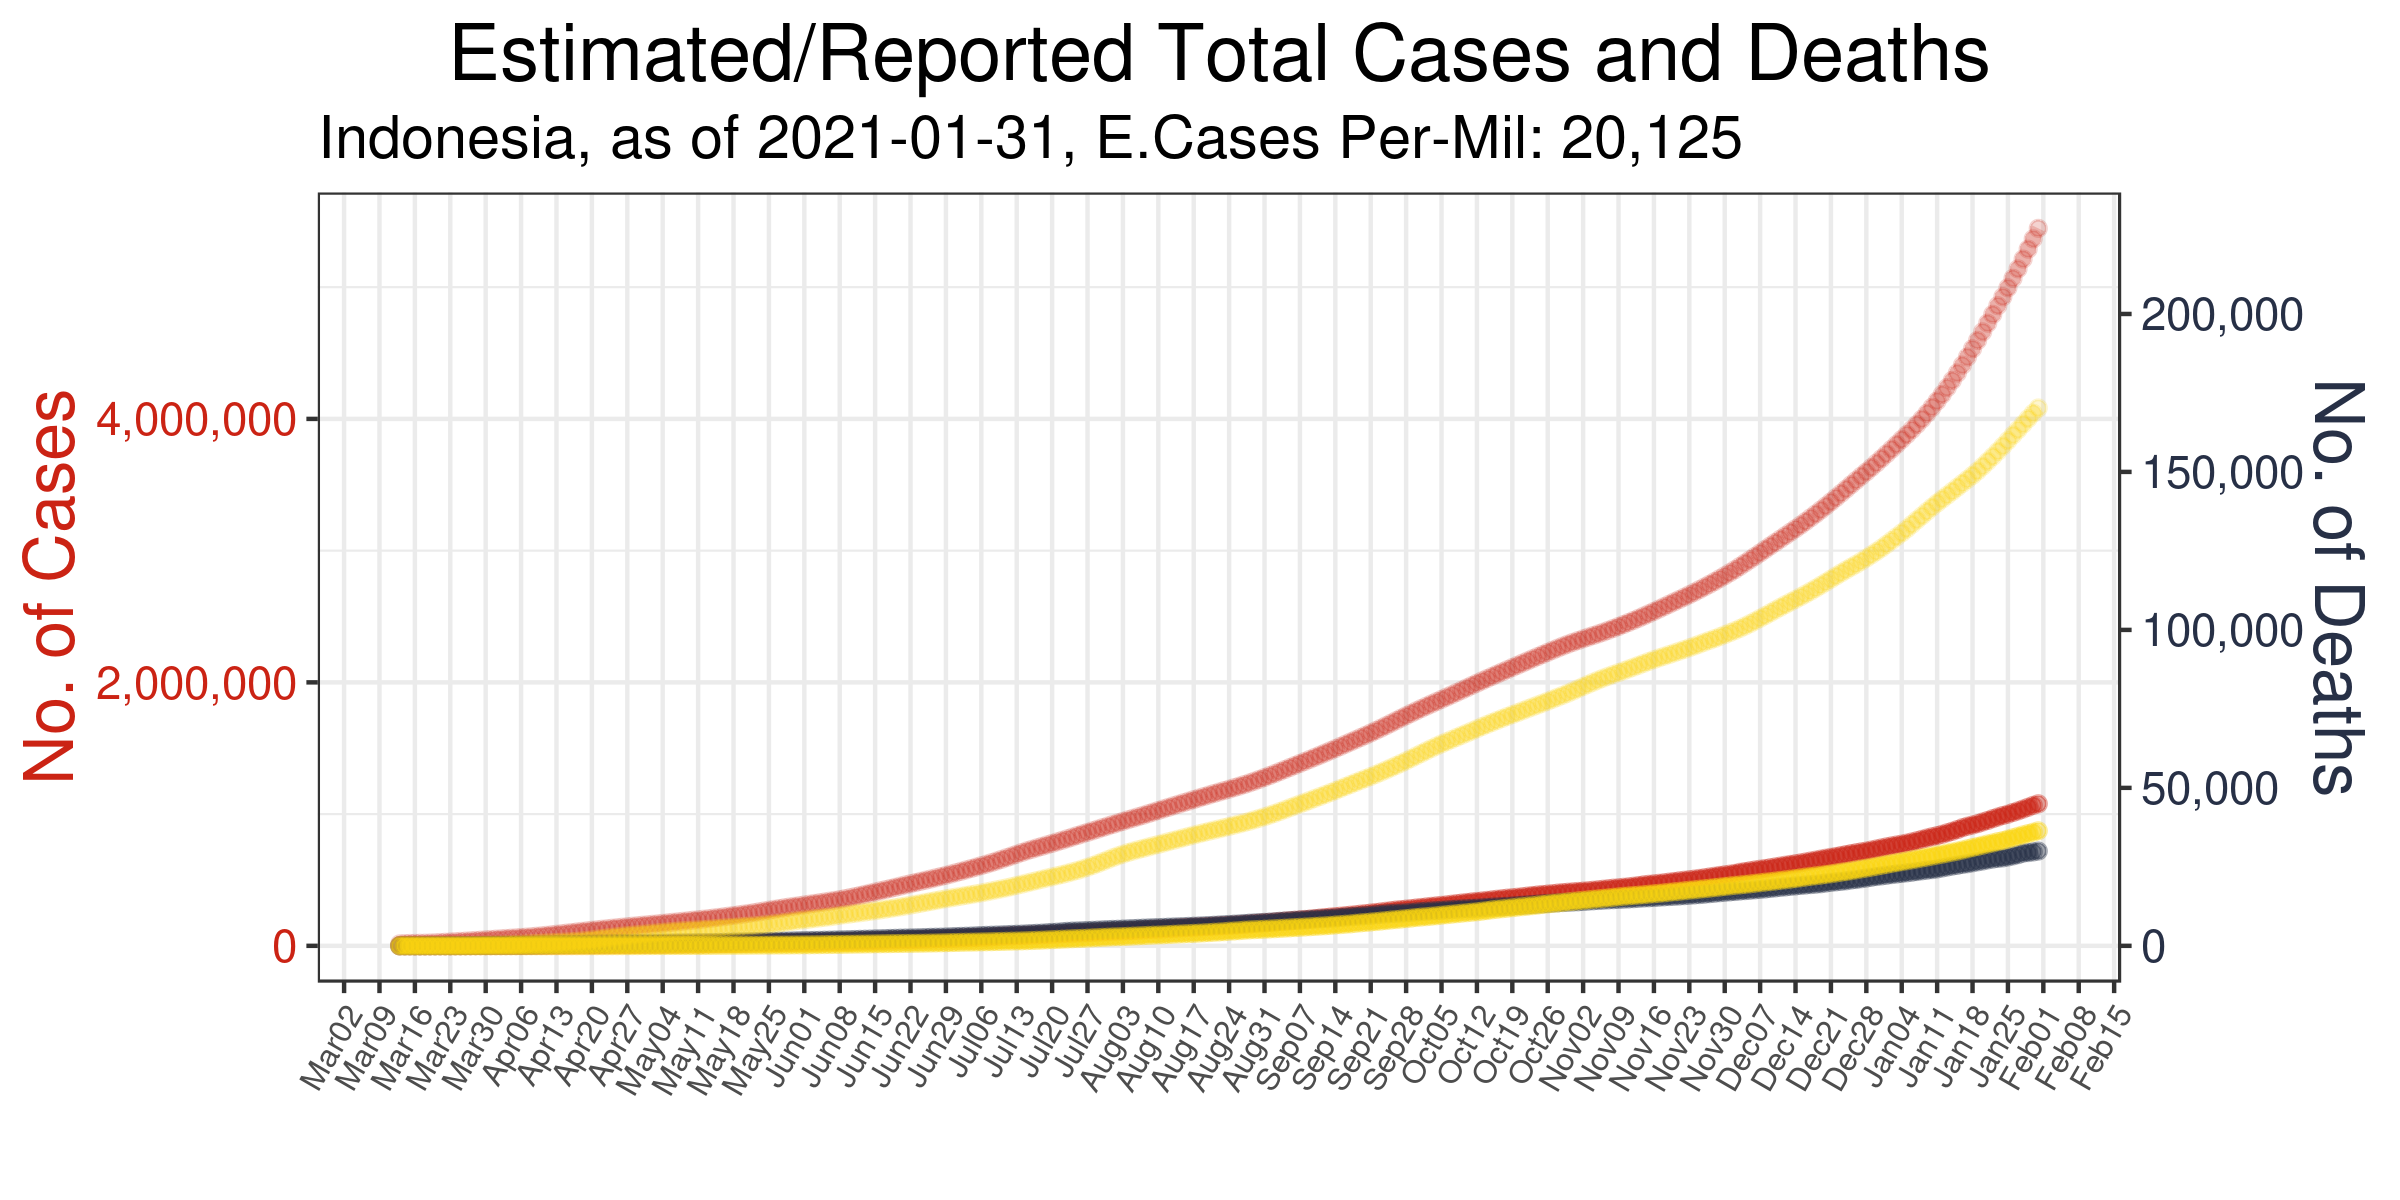 Estimated/Reported Total Cases and Deaths
Indonesia, as of 2021-01-31, E.Cases Per-Mil: 20,125
No. of Cases
4,000,000
2,000,000
0
200,000
150,000
100,000
50,000
0
No. of Deaths
Mar02
Mar09
Mar16
Mar23
Mar30
Apr06
Apr13
Apr20
Apr27
May04
May11
May18
May25
Jun01
Jun08
Jun15
Jun22
Jun29
Jul06
Jul13
Jul20
Jul27
Aug03
Aug10
Aug17
Aug24
Aug31
Sep07
Sep14
Sep21
Sep28
Oct05
Oct12
Oct19
Oct26
Nov02
Nov09
Nov16
Nov23
Nov30
Dec07
Dec14
Dec21
Dec28
Jan04
Jan11
Jan18
Jan25
Feb01
Feb08
Feb15